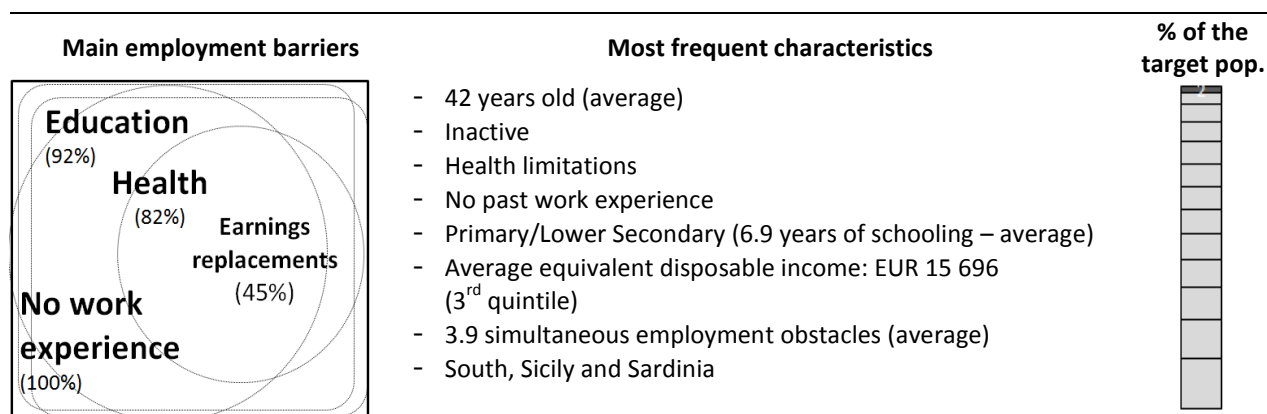 Main employment barriers
Education
(92%)
Health
(82%)
Earnings
replacements
(45%)
No work
experience
(100%)
Most frequent characteristics
- 42 years old (average)
- Inactive
- Health limitations
- No past work experience
- Primary/Lower Secondary (6.9 years of schooling – average)
- Average equivalent disposable income: EUR 15 696
(3rd quintile)
- 3.9 simultaneous employment obstacles (average)
- South, Sicily and Sardinia
% of the
target pop.
2